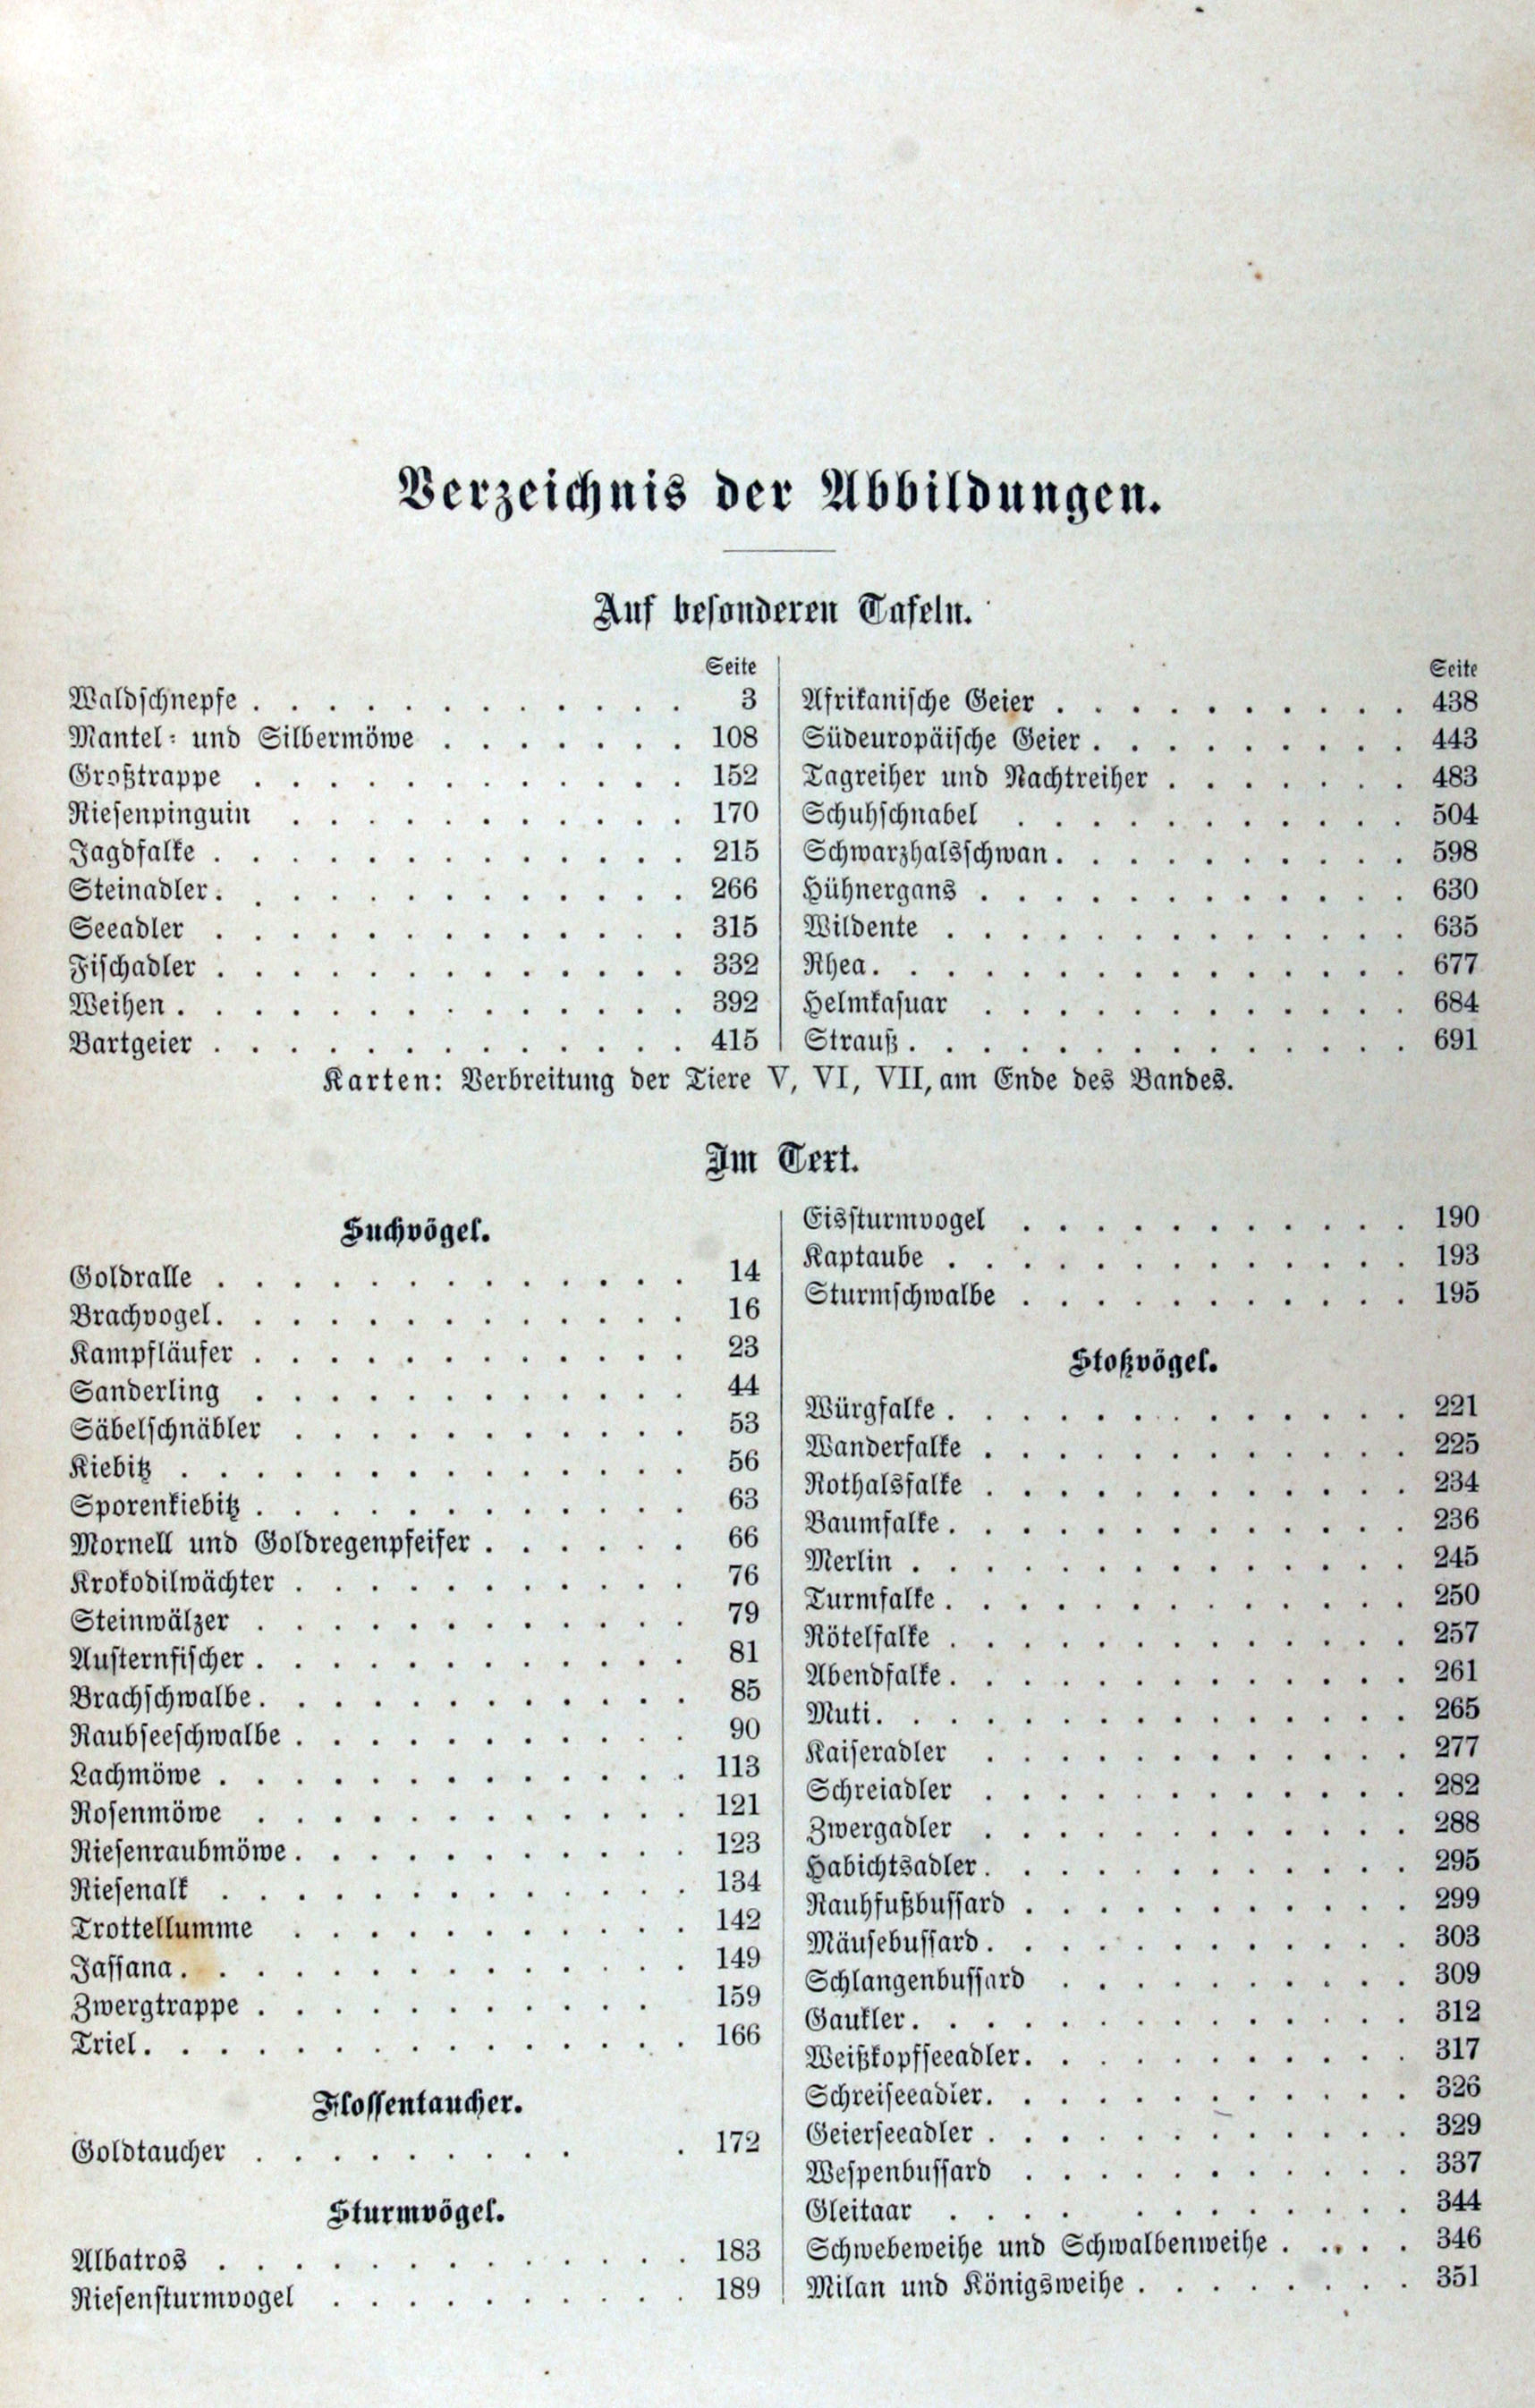 Verzeichnis der Abbildungen.
Auf besonderen Tafeln.
Seite
Waldschnepfe . . . . . . . . . . . . 3
Mantel- und Silbermöwe . . . . . . . 108
Großtrappe . . . . . . . . . . . . 152
Riesenpinguin . . . . . . . . . . . 170
Jagdfalke . . . . . . . . . . . . . 215
Steinadler . . . . . . . . . . . . . 266
Seeadler . . . . . . . . . . . . . 315
Fischadler . . . . . . . . . . . . . 332
Weihen . . . . . . . . . . . . . . 392
Bartgeier . . . . . . . . . . . . . 415
Seite
Afrikanische Geier . . . . . . . . . . 438
Südeuropäische Geier . . . . . . . . . 443
Tagreiher und Nachtreiher . . . . . . . 483
Schuhschnabel . . . . . . . . . . . 504
Schwarzhalsschwan . . . . . . . . . . 598
Hühnergans . . . . . . . . . . . . 630
Wildente . . . . . . . . . . . . . 635
Rhea . . . . . . . . . . . . . . . 677
Helmkasuar . . . . . . . . . . . . 684
Strauß . . . . . . . . . . . . . . 691
Karten: Verbreitung der Tiere V, VI, VII, am Ende des Bandes.
Im Text.
Suchvögel.
Goldralle . . . . . . . . . . . . . 14
Brachvogel . . . . . . . . . . . . . 16
Kampfläufer . . . . . . . . . . . . 23
Sanderling . . . . . . . . . . . . 44
Säbelschnäbler . . . . . . . . . . . 53
Kiebitz . . . . . . . . . . . . . . 56
Sporenkiebitz . . . . . . . . . . . . 63
Mornell und Goldregenpfeifer . . . . . . 66
Krokodilwächter . . . . . . . . . . . 76
Steinwälzer . . . . . . . . . . . . 79
Austernfischer . . . . . . . . . . . . 81
Brachschwalbe . . . . . . . . . . . . 85
Raubseeschwalbe . . . . . . . . . . . 90
Lachmöwe . . . . . . . . . . . . . 113
Rosenmöwe . . . . . . . . . . . . 121
Riesenraubmöwe . . . . . . . . . . . 123
Riesenalk . . . . . . . . . . . . . 134
Trottellumme . . . . . . . . . . . 142
Jassana . . . . . . . . . . . . . . 149
Zwergtrappe . . . . . . . . . . . 159
Triel . . . . . . . . . . . . . . . 166
Flossentaucher.
Goldtaucher . . . . . . . . . . 172
Sturmvögel.
Albatros . . . . . . . . . . . . . 183
Riesensturmvogel . . . . . . . . . . 189
Eissturmvogel . . . . . . . . . . . 190
Kaptaube . . . . . . . . . . . . . 193
Sturmschwalbe . . . . . . . . . . . 195
Stoßvögel.
Würgfalke . . . . . . . . . . . . . 221
Wanderfalke . . . . . . . . . . . . 225
Rothalsfalke . . . . . . . . . . . . 234
Baumfalke . . . . . . . . . . . . . 236
Merlin . . . . . . . . . . . . . . 245
Turmfalke . . . . . . . . . . . . . 250
Rötelfalke . . . . . . . . . . . . . 257
Abendfalke . . . . . . . . . . . . . 261
Muti . . . . . . . . . . . . . . . 265
Kaiseradler . . . . . . . . . . . . 277
Schreiadler . . . . . . . . . . . . 282
Zwergadler . . . . . . . . . . . . 288
Habichtsadler . . . . . . . . . . . . 295
Rauhfußbussard . . . . . . . . . . . 299
Mäusebussard . . . . . . . . . . . . 303
Schlangenbussard . . . . . . . . . . 309
Gaukler . . . . . . . . . . . . . . 312
Weißkopfseeadler . . . . . . . . . . . 317
Schreiseeadler . . . . . . . . . . . . 326
Geierseeadler . . . . . . . . . . . . 329
Wespenbussard . . . . . . . . . . . 337
Gleitaar . . . . . . . . . . . . 344
Schwebeweihe und Schwalbenweihe . . . . . 346
Milan und Königsweihe . . . . . . . . 351